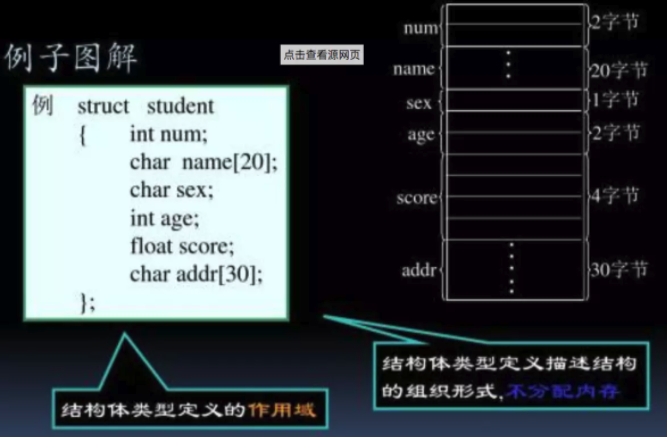 例子图解
点击查看源网页
例 struct student
{ int num;
char name[20];
char sex;
int age;
float score;
char addr[30];
};
num 2字节
name 20字节
sex 1字节
age 2字节
score 4字节
addr 30字节
结构体类型定义的作用域
结构体类型定义描述结构
的组织形式,不分配内存